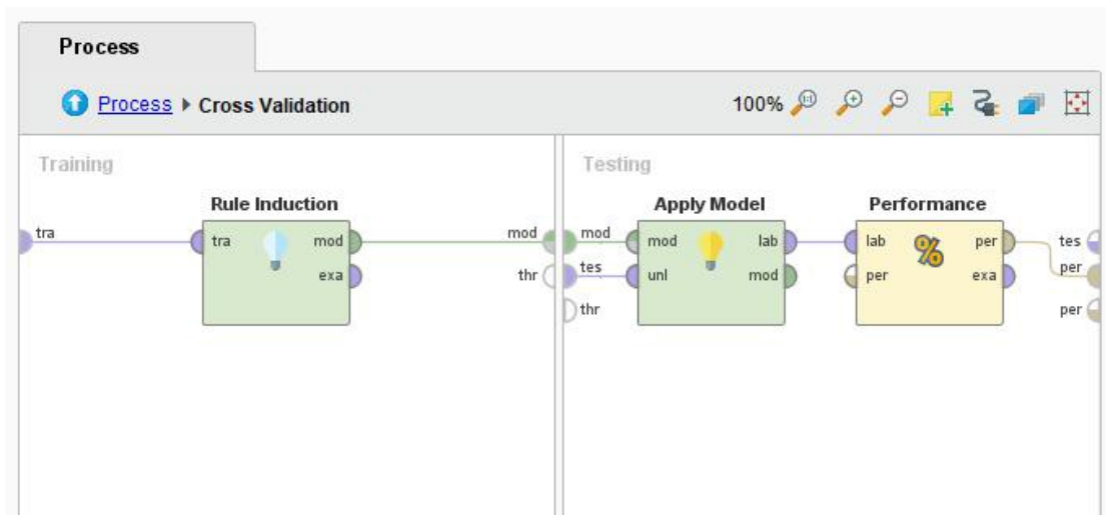 Process
Process ▸ Cross Validation
100%
Training
Rule Induction
tra
tra
mod
exa
mod
thr
Testing
Apply Model
Performance
mod
tes
thr
mod
lab
unl
mod
lab
per
per
exa
tes
per
per